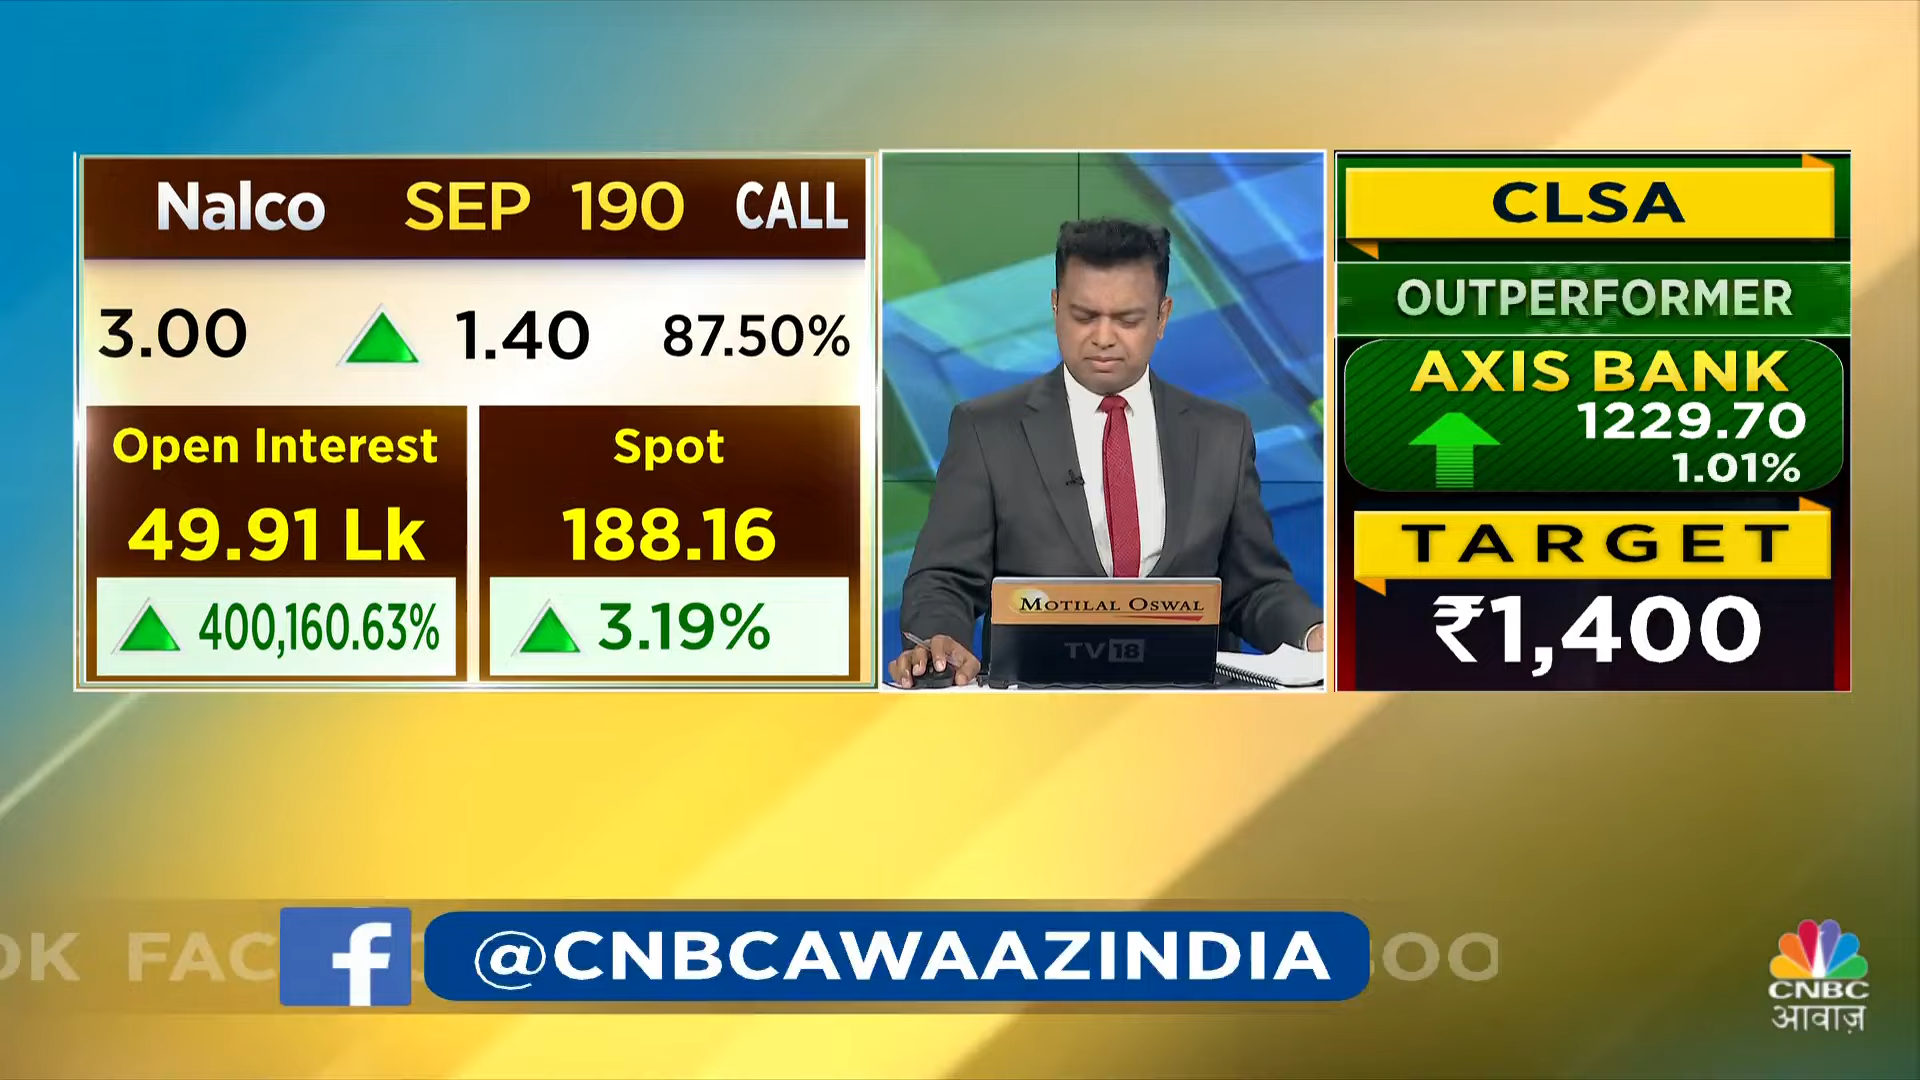 Nalco SEP 190 CALL
3.00 1.40 87.50%
Open Interest
49.91 Lk
400,160.63%
Spot
188.16
3.19%
MOTILAL OSWAL
TV18
CLSA
OUTPERFORMER
AXIS BANK
1229.70
1.01%
TARGET
₹1,400
OK FAC
f
@CNBCAWAAZINDIA
BOO
CNBC
आवाज़